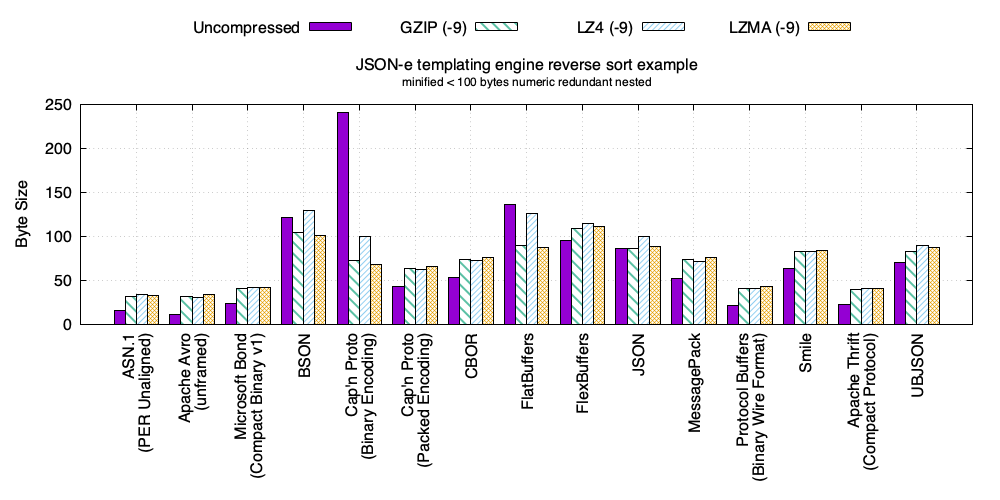 Uncompressed GZIP (-9) LZ4 (-9) LZMA (-9)
JSON-e templating engine reverse sort example
minified < 100 bytes numeric redundant nested
Byte Size
250
200
150
100
50
0
ASN.1
(PER Unaligned)
Apache Avro
(unframed)
Microsoft Bond
(Compact Binary v1)
BSON
Cap'n Proto
(Binary Encoding)
Cap'n Proto
(Packed Encoding)
CBOR
FlatBuffers
FlexBuffers
JSON
MessagePack
Protocol Buffers
(Binary Wire Format)
Smile
Apache Thrift
(Compact Protocol)
UBJSON